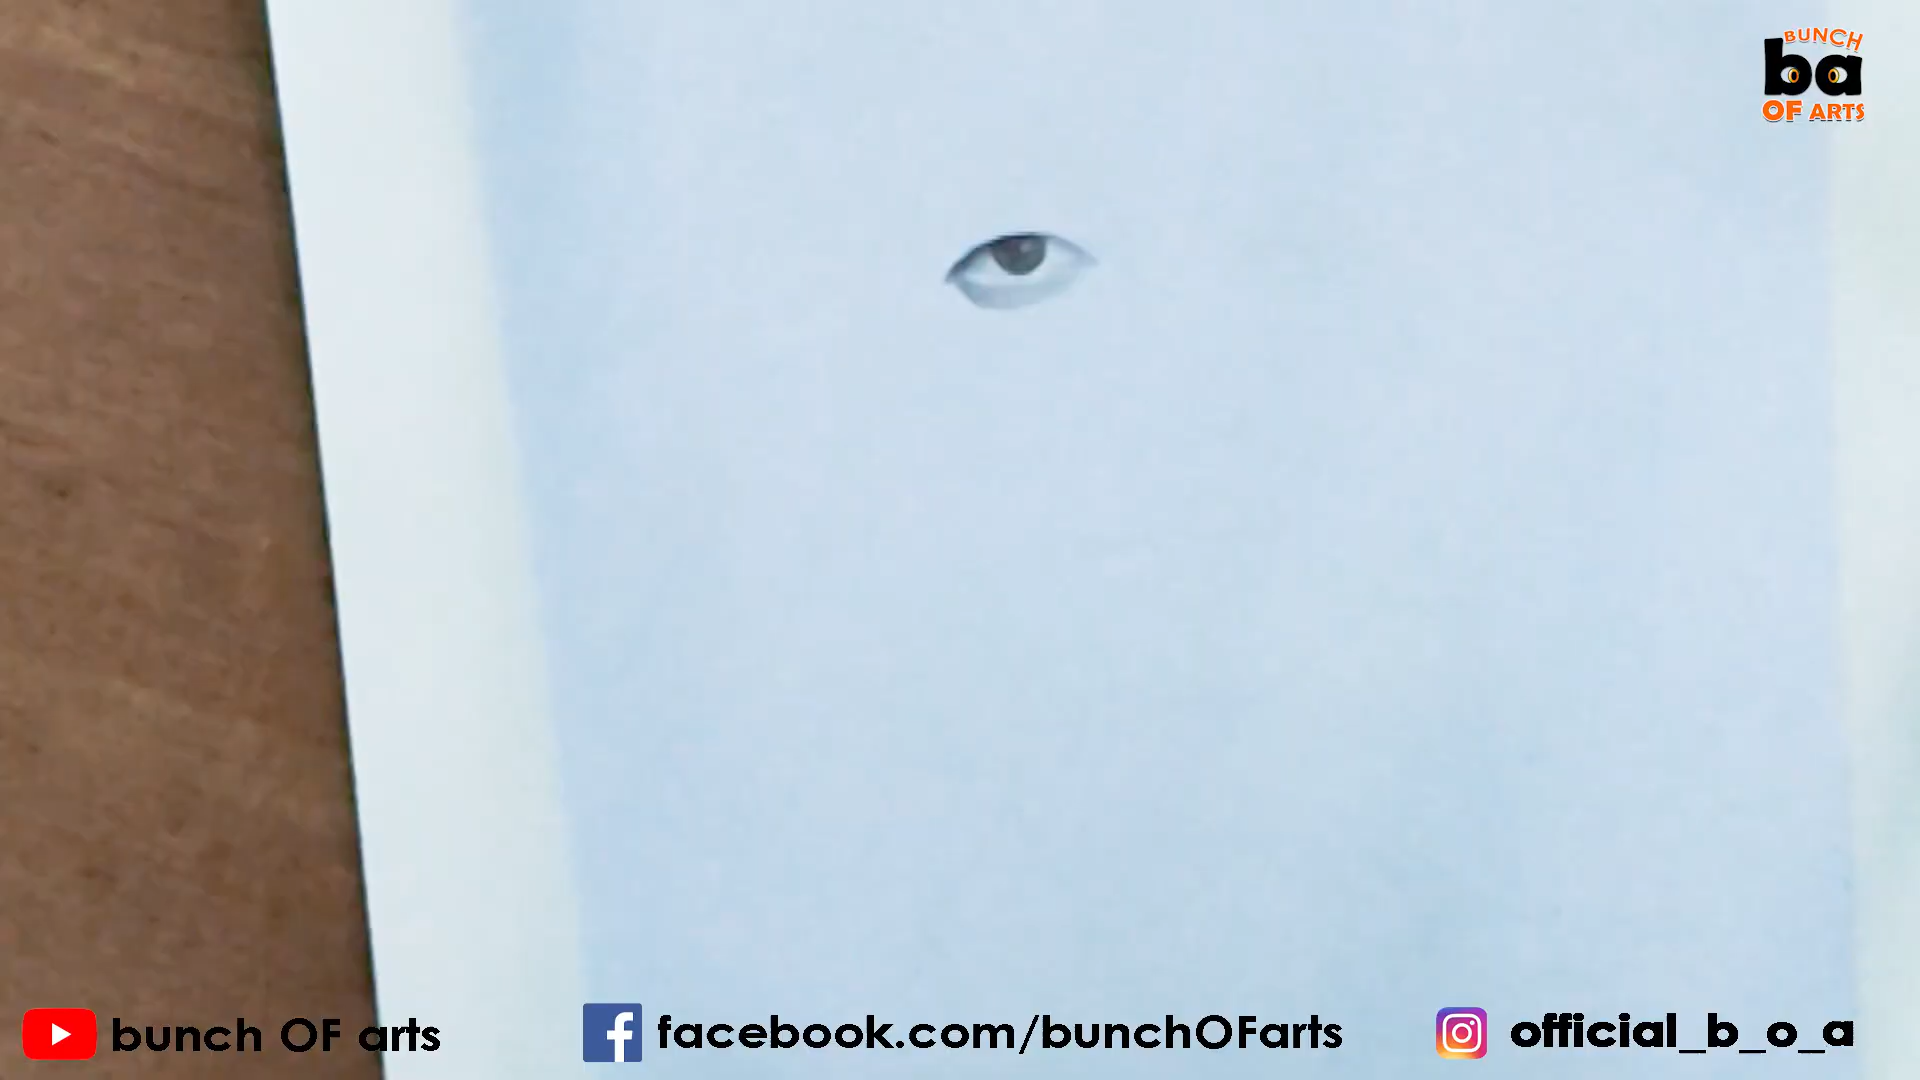 BUNCH
ba
OF ARTS
bunch OF arts
facebook.com/bunchOFarts
official_b_o_a